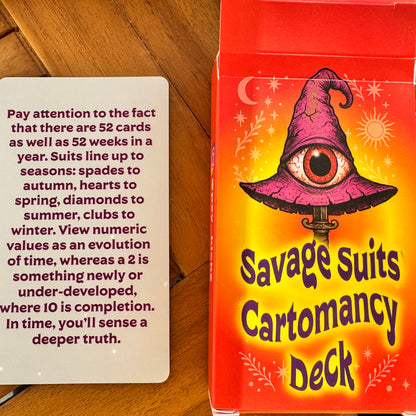 Pay attention to the fact
that there are 52 cards
as well as 52 weeks in a
year. Suits line up to
seasons: spades to
autumn, hearts to
spring, diamonds to
summer, clubs to
winter. View numeric
values as an evolution
of time, whereas a 2 is
something newly or
under-developed,
where 10 is completion.
In time, you'll sense a
deeper truth.
Savage Suits
Cartomancy
Deck